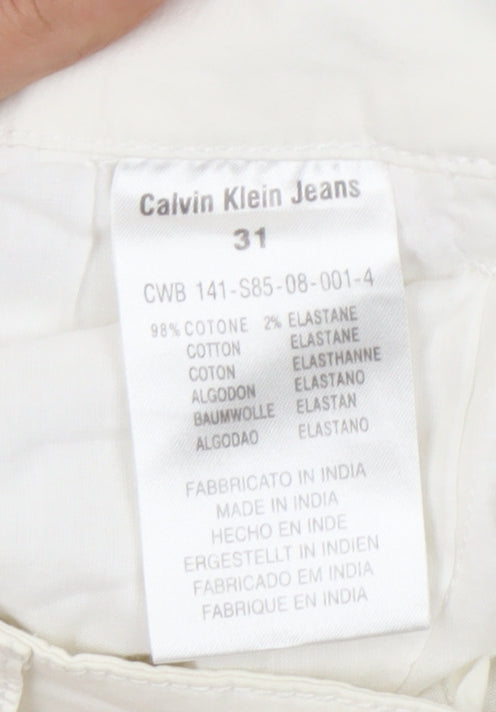 Calvin Klein Jeans
31
CWB 141-S85-08-001-4
98% COTONE 2% ELASTANE
COTTON ELASTANE
COTON ELASTHANNE
ALGODON ELASTANO
BAUMWOLLE ELASTAN
ALGODAO ELASTANO
FABBRICATO IN INDIA
MADE IN INDIA
HECHO EN INDE
ERGESTELLT IN INDIEN
FABRICADO EM INDIA
FABRIQUE EN INDIA